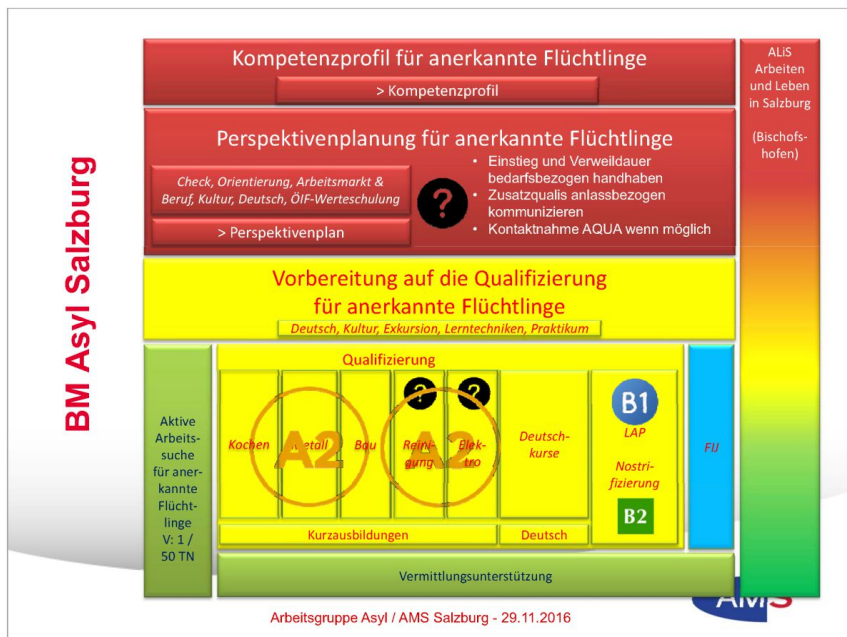 BM Asyl Salzburg
Kompetenzprofil für anerkannte Flüchtlinge
> Kompetenzprofil
Perspektivenplanung für anerkannte Flüchtlinge
Check, Orientierung, Arbeitsmarkt &
Beruf, Kultur, Deutsch, ÖIF-Werteschulung
> Perspektivenplan
?
• Einstieg und Verweildauer
bedarfsbezogen handhaben
• Zusatzqualis anlassbezogen
kommunizieren
• Kontaktnahme AQUA wenn möglich
ALiS
Arbeiten
und Leben
in Salzburg
(Bischofs-
hofen)
Vorbereitung auf die Qualifizierung
für anerkannte Flüchtlinge
Deutsch, Kultur, Exkursion, Lerntechniken, Praktikum
Aktive
Arbeits-
suche
für aner-
kannte
Flücht-
linge
V: 1 /
50 TN
Qualifizierung
Kochen
Metall
Bau
?
Reini-
gung
?
Elek-
tro
A2
A2
Deutsch-
kurse
B1
LAP
Nostri-
fizierung
B2
FIJ
Kurzausbildungen
Deutsch
Vermittlungsunterstützung
AMS
Arbeitsgruppe Asyl / AMS Salzburg - 29.11.2016